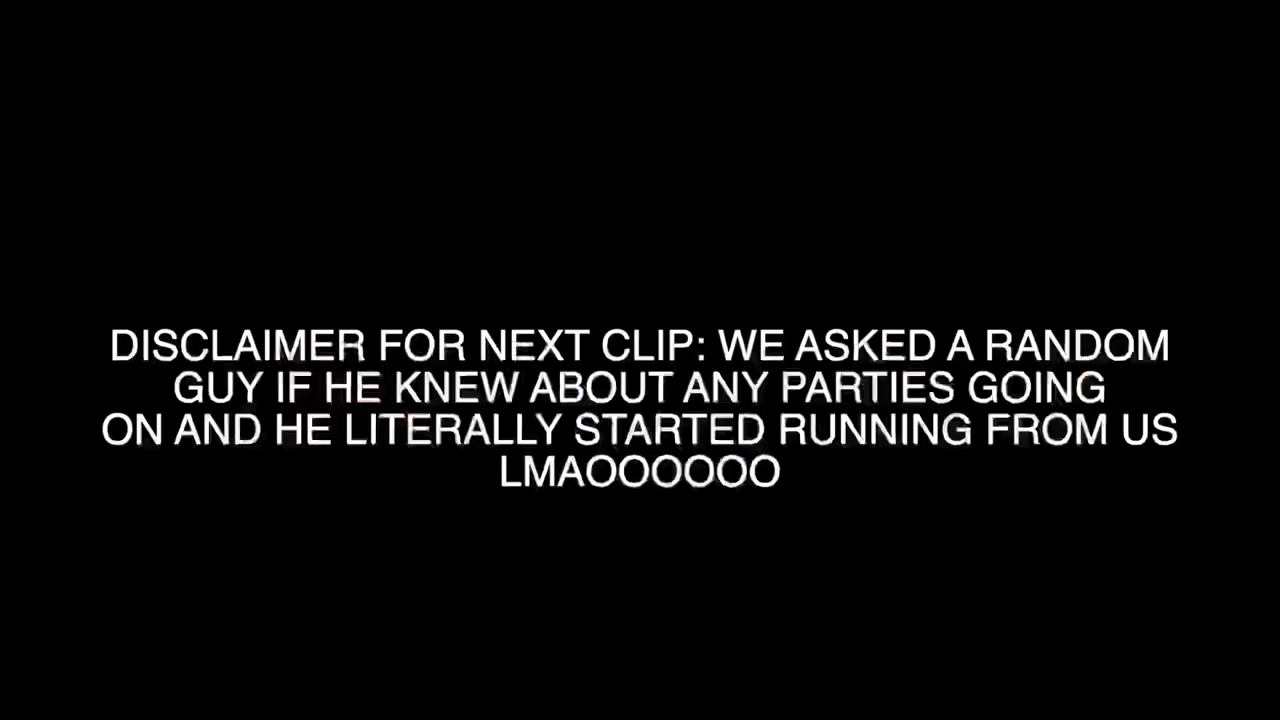 DISCLAIMER FOR NEXT CLIP: WE ASKED A RANDOM
GUY IF HE KNEW ABOUT ANY PARTIES GOING
ON AND HE LITERALLY STARTED RUNNING FROM US
LMAOOOOOO